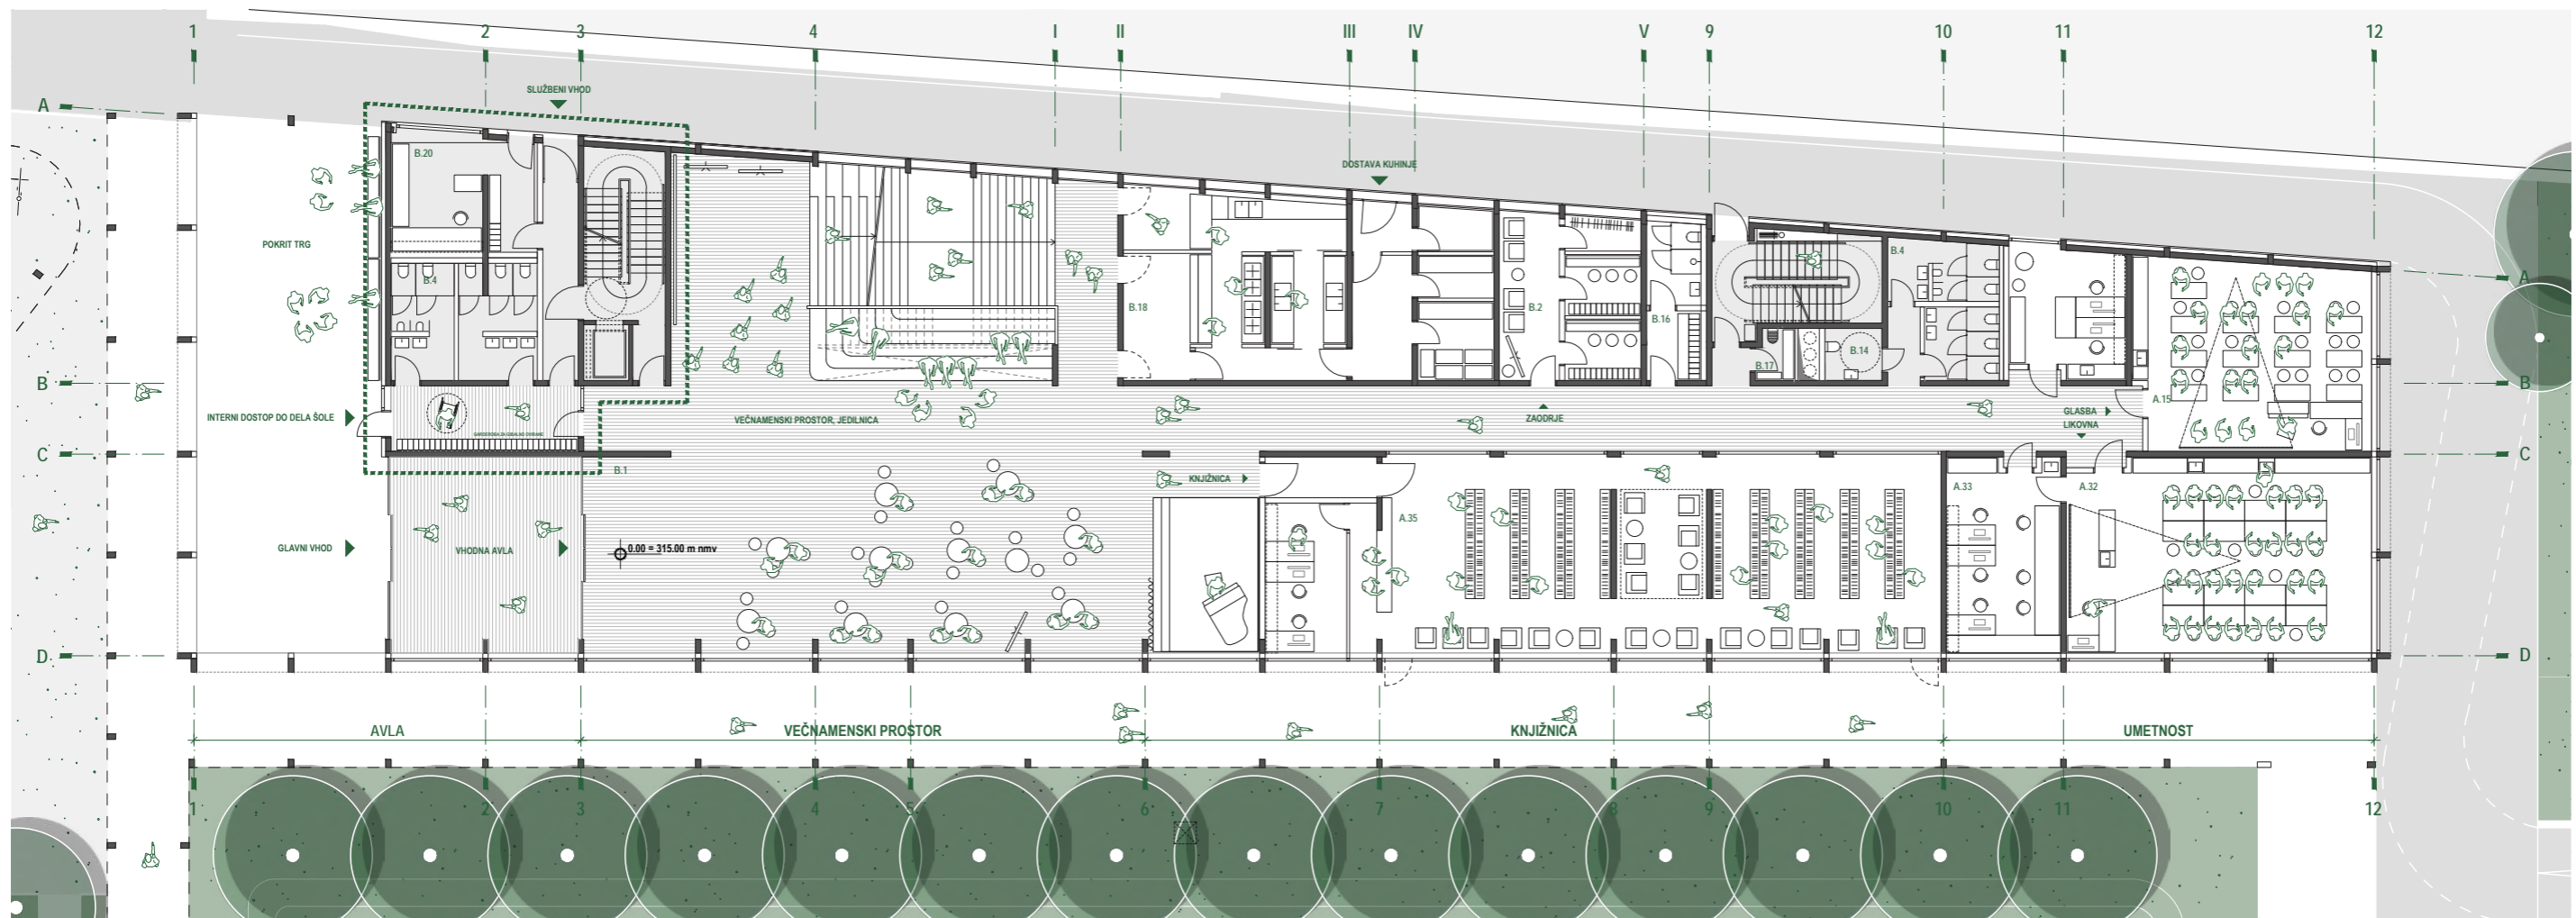 1 2 3 4 I II III IV V 9 10 11 12
SLUŽBENI VHOD
A
DOSTAVA KUHINJE
B.20
POKRIT TRG
B.4
B.4
A
B.18
B.2
B.16
B.17
B.14
B
B
A.15
INTERNI DOSTOP DO DELA ŠOLE
VEČNAMENSKI PROSTOR, JEDILNICA
ZAODRJE
GLASBA
LIKOVNA
C
C
B.1
KNJIŽNICA
A.33
A.32
A.35
GLAVNI VHOD
VHODNA AVLA
0.00 = 315.00 m nmv
D
D
AVLA
VEČNAMENSKI PROSTOR
KNJIŽNICA
UMETNOST
1 2 3 4 5 6 7 8 9 10 11 12